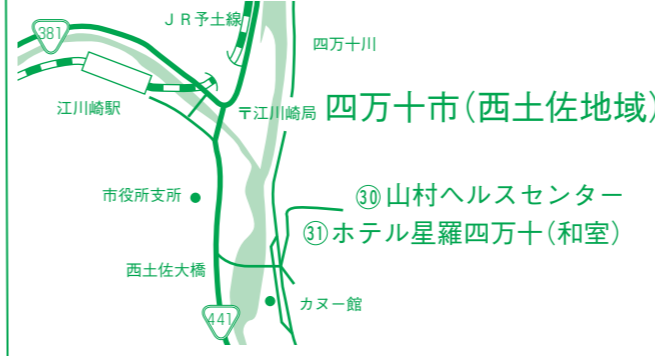 ＪＲ予土線
381
四万十川
江川崎駅
〒江川崎局
四万十市（西土佐地域）
市役所支所
㉚山村ヘルスセンター
㉛ホテル星羅四万十（和室）
西土佐大橋
カヌー館
441